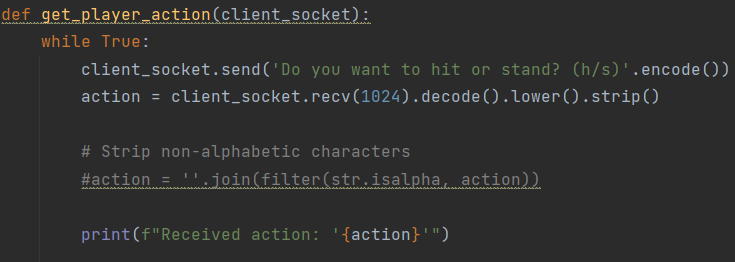 def get_player_action(client_socket):
while True:
client_socket.send('Do you want to hit or stand? (h/s)'.encode())
action = client_socket.recv(1024).decode().lower().strip()
# Strip non-alphabetic characters
#action = ''.join(filter(str.isalpha, action))
print(f"Received action: '{action}'")